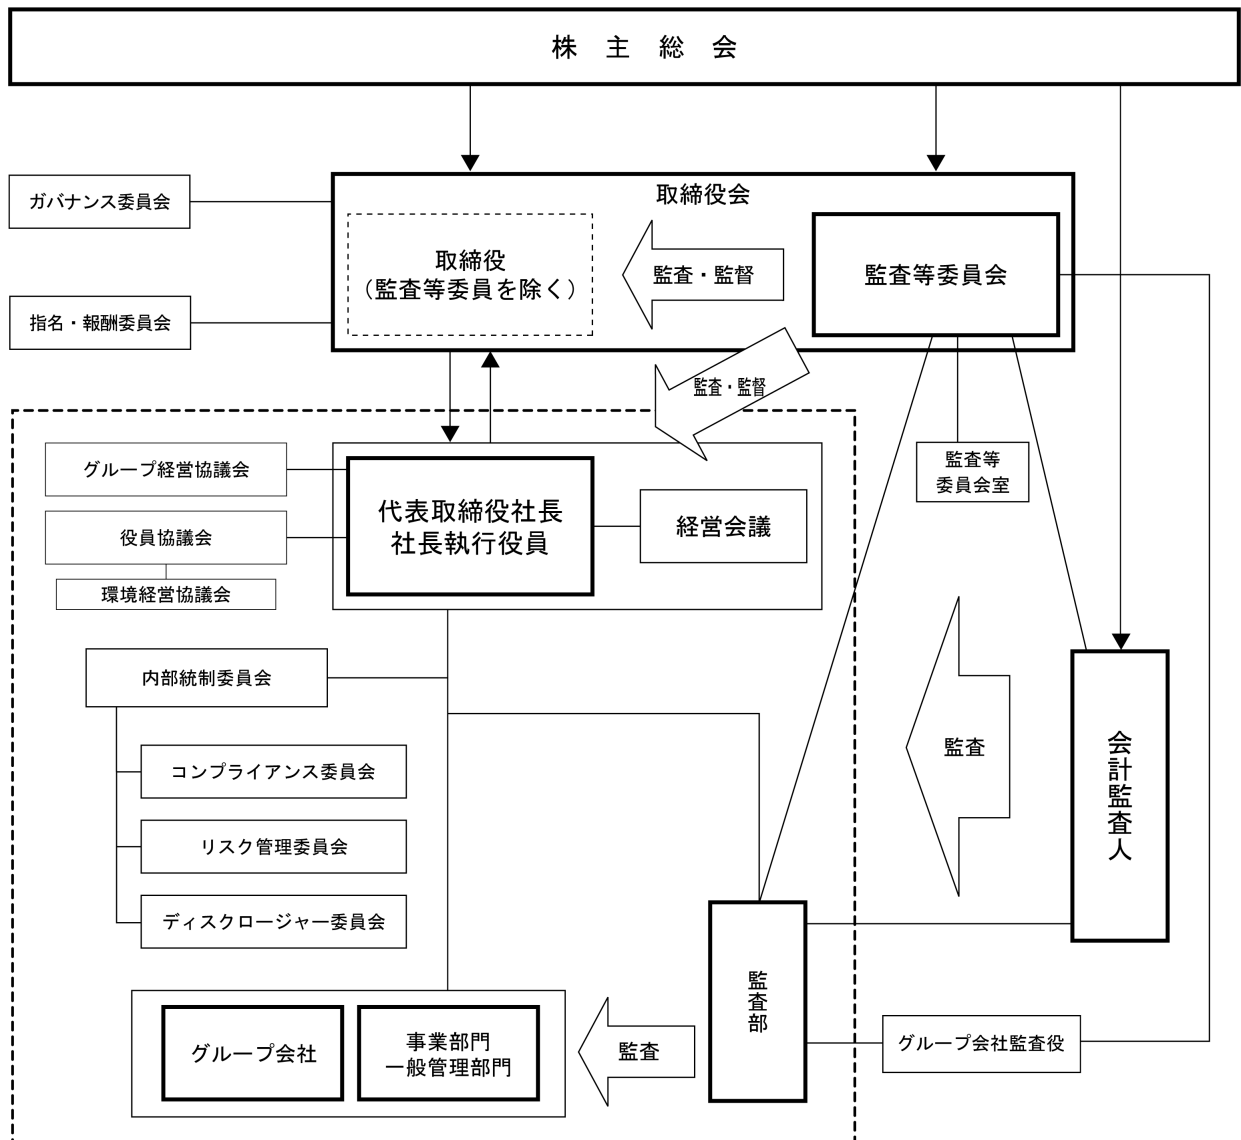 株 主 総 会
ガバナンス委員会
取締役会
取締役
（監査等委員を除く）
監査・監督
監査等委員会
指名・報酬委員会
監査・監督
グループ経営協議会
代表取締役社長
社長執行役員
経営会議
監査等
委員会室
役員協議会
環境経営協議会
内部統制委員会
コンプライアンス委員会
リスク管理委員会
ディスクロージャー委員会
監査
会計監査人
監査部
グループ会社
事業部門
一般管理部門
監査
グループ会社監査役